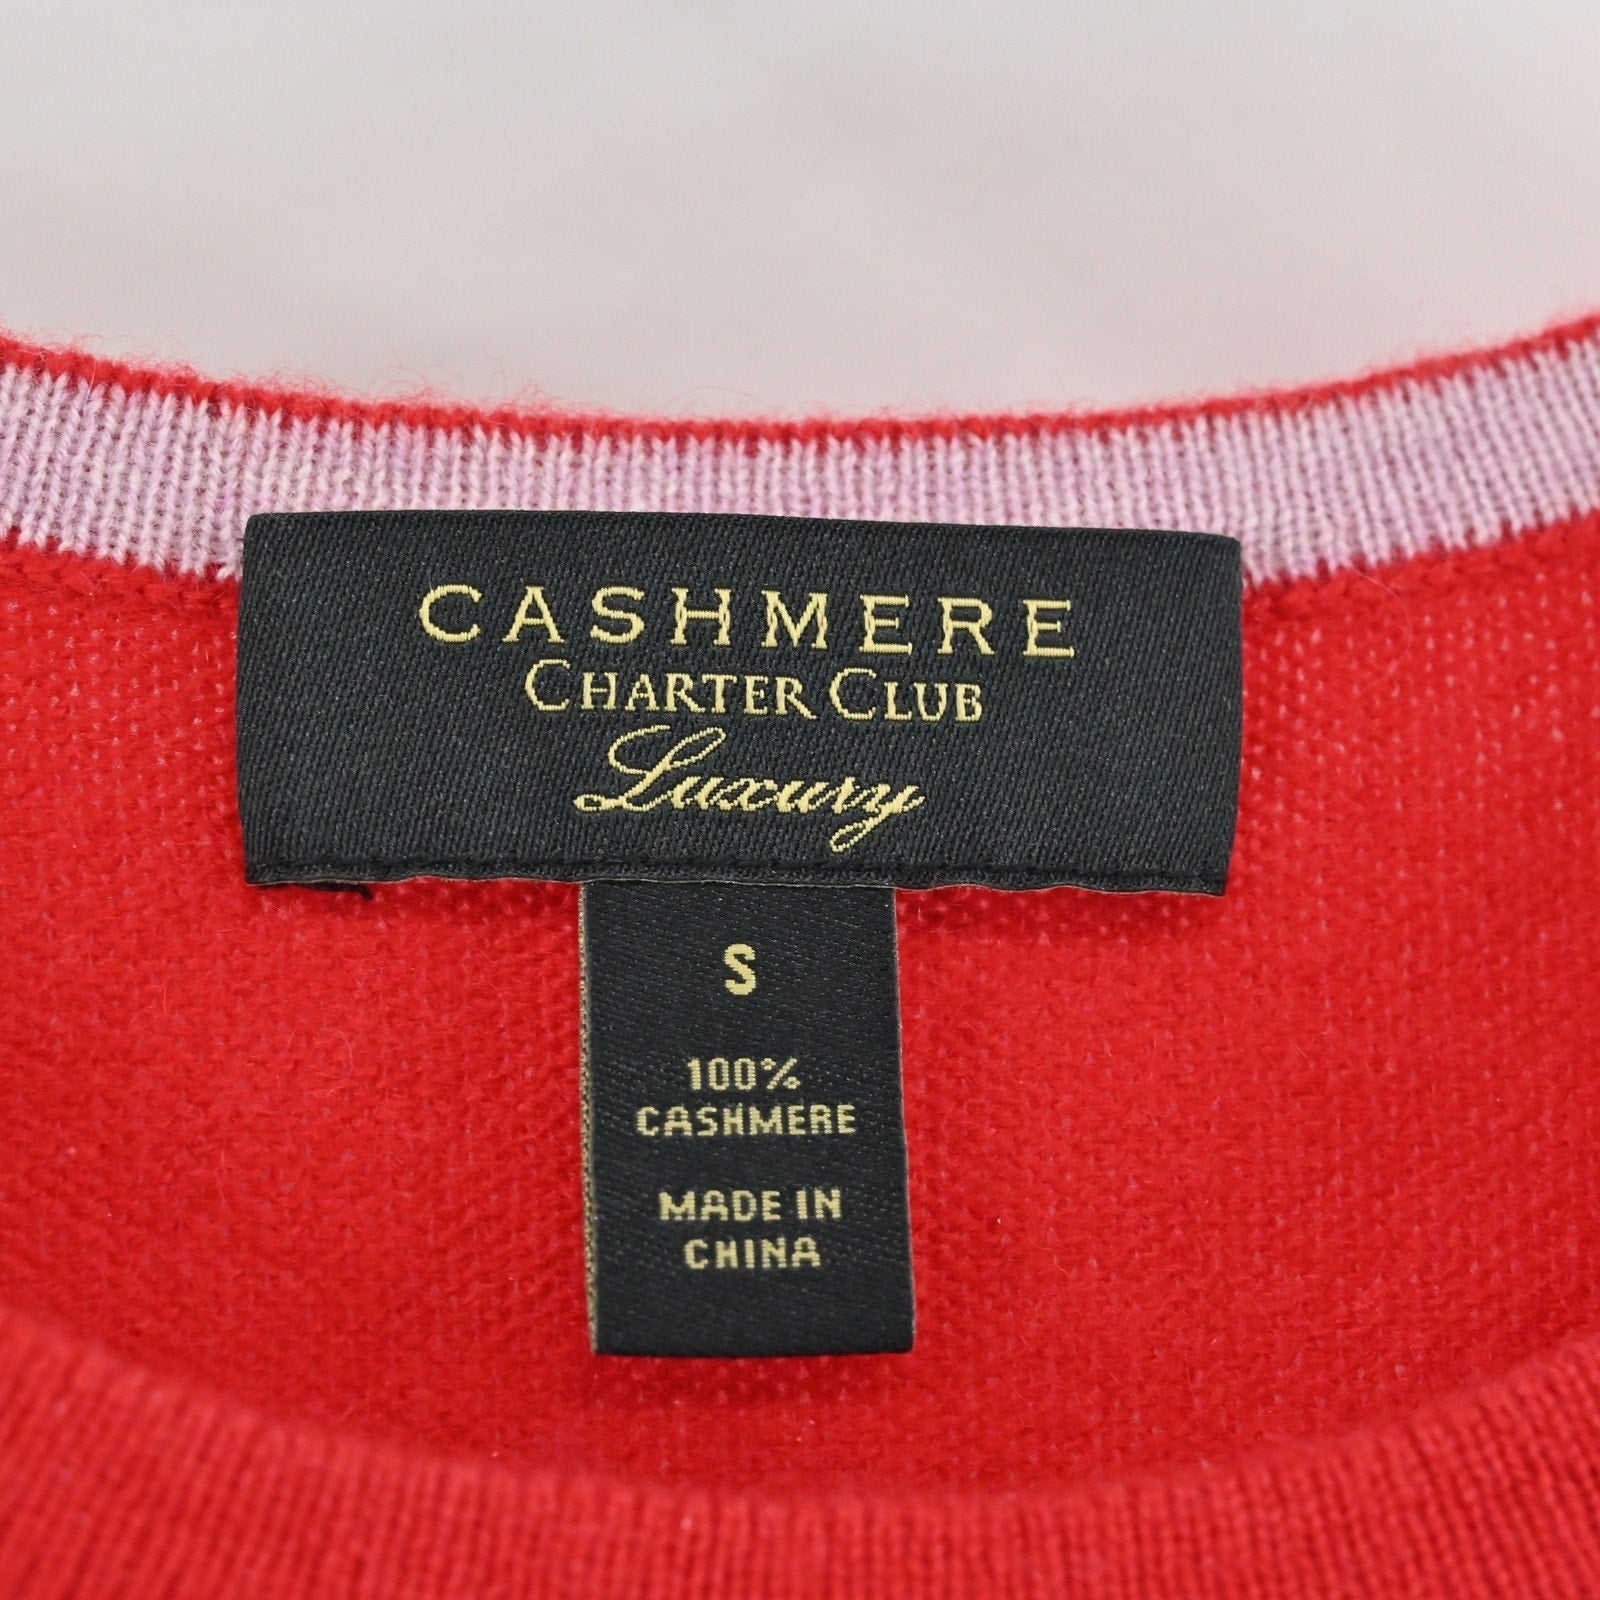 CASHMERE
CHARTER CLUB
Luxury
S
100%
CASHMERE
MADE IN
CHINA